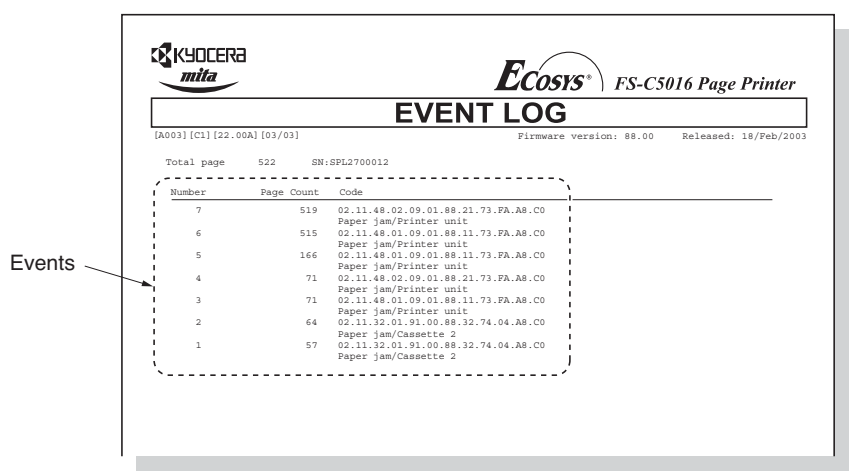 KYOCERA
mita
ECOSYS® FS-C5016 Page Printer
EVENT LOG
[A003][C1][22.00A][03/03] Firmware version: 88.00 Released: 18/Feb/2003
Total page 522 SN:SPL2700012
Number Page Count Code
7 519 02.11.48.02.09.01.88.21.73.FA.A8.C0
Paper jam/Printer unit
6 515 02.11.48.01.09.01.88.11.73.FA.A8.C0
Paper jam/Printer unit
5 166 02.11.48.01.09.01.88.11.73.FA.A8.C0
Paper jam/Printer unit
4 71 02.11.48.02.09.01.88.21.73.FA.A8.C0
Paper jam/Printer unit
3 71 02.11.48.01.09.01.88.11.73.FA.A8.C0
Paper jam/Printer unit
2 64 02.11.32.01.91.00.88.32.74.04.A8.C0
Paper jam/Cassette 2
1 57 02.11.32.01.91.00.88.32.74.04.A8.C0
Paper jam/Cassette 2
Events